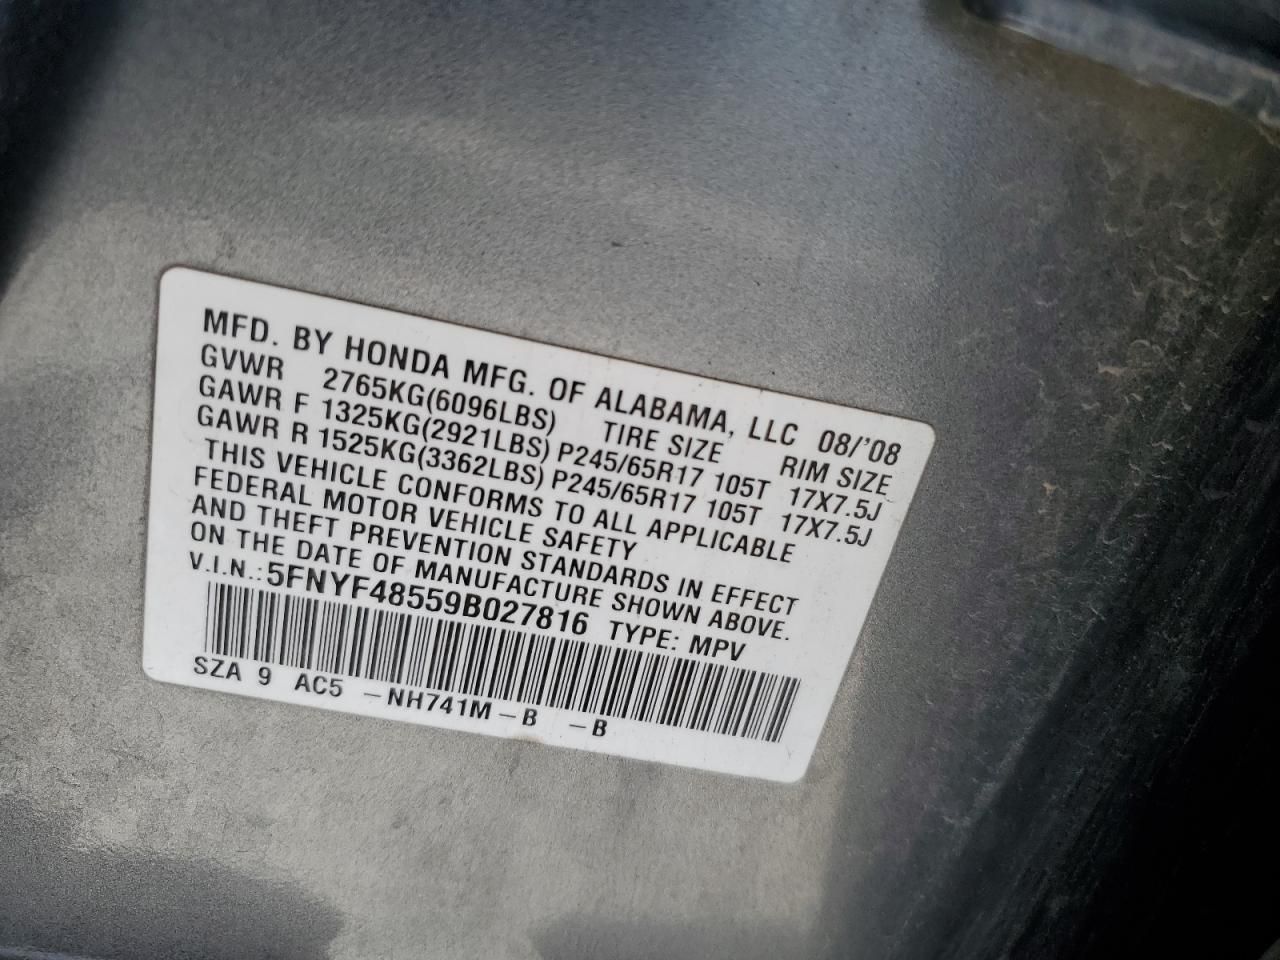 MFD. BY HONDA MFG. OF ALABAMA, LLC 08/'08
GVWR 2765KG(6096LBS) TIRE SIZE RIM SIZE
GAWR F 1325KG(2921LBS) P245/65R17 105T 17X7.5J
GAWR R 1525KG(3362LBS) P245/65R17 105T 17X7.5J
THIS VEHICLE CONFORMS TO ALL APPLICABLE
FEDERAL MOTOR VEHICLE SAFETY
AND THEFT PREVENTION STANDARDS IN EFFECT
ON THE DATE OF MANUFACTURE SHOWN ABOVE.
V.I.N.: 5FNYF48559B027816 TYPE: MPV
SZA 9 AC5 -NH741M-B -B